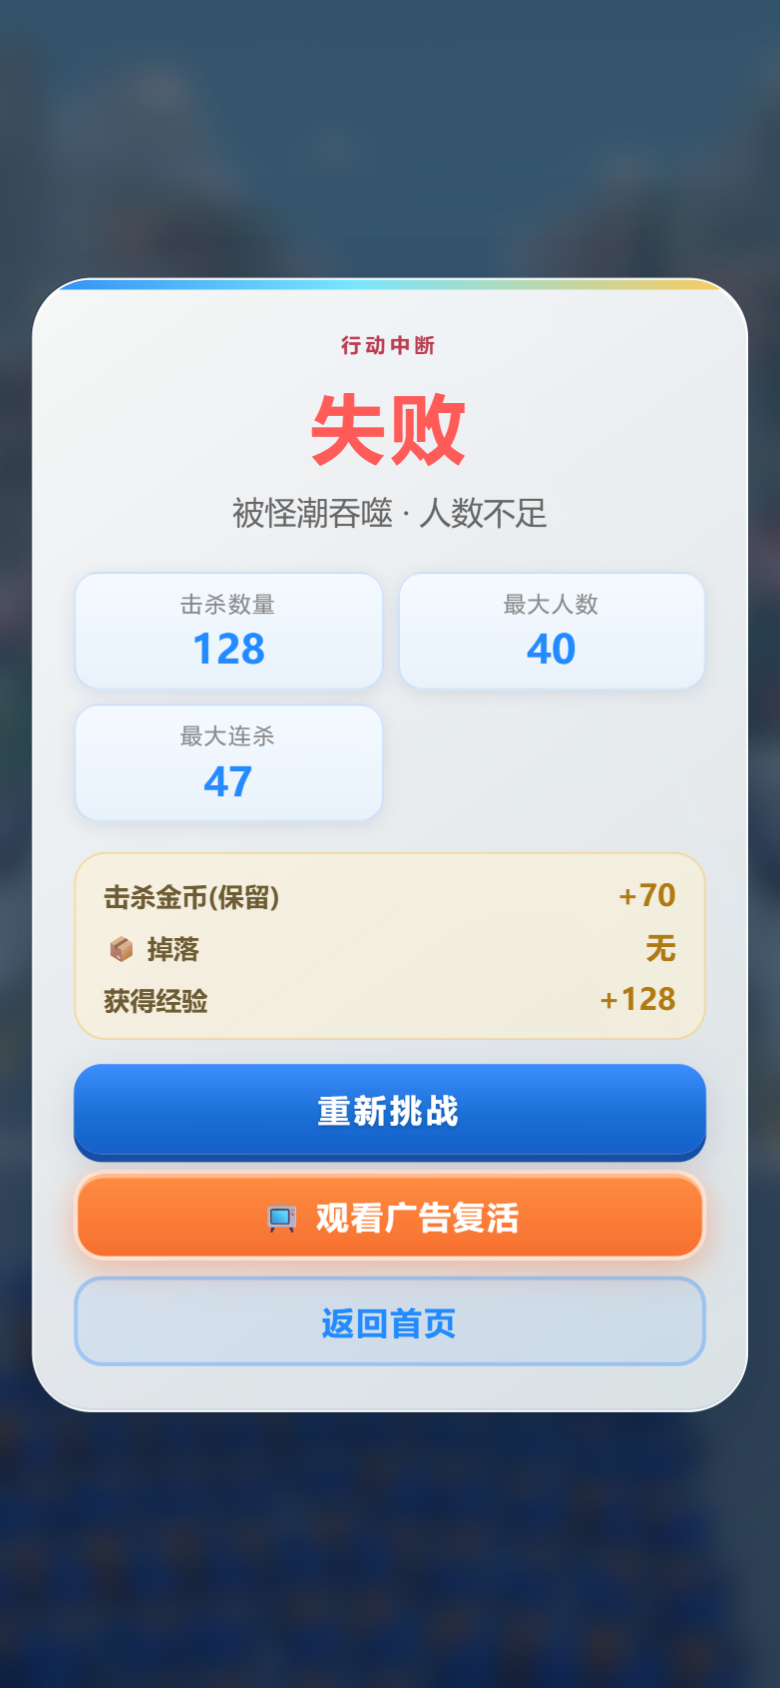 行动中断
失败
被怪潮吞噬 · 人数不足
击杀数量
128
最大人数
40
最大连杀
47
击杀金币(保留) +70
掉落 无
获得经验 +128
重新挑战
观看广告复活
返回首页